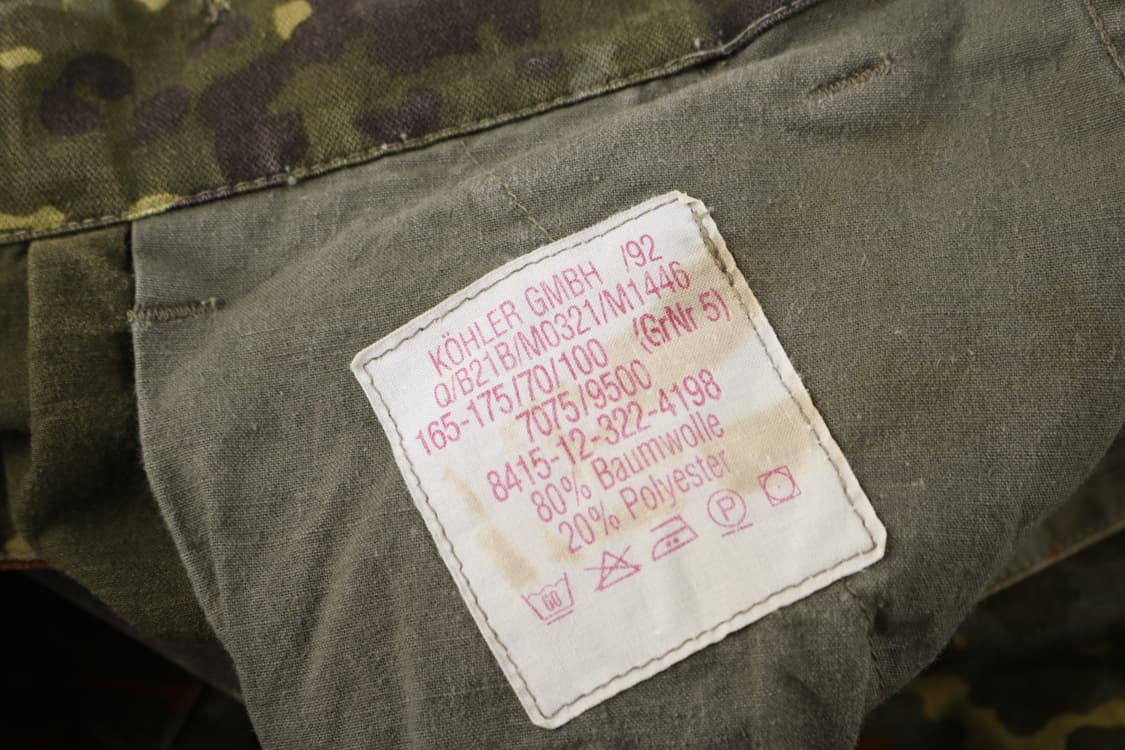 KÖHLER GMBH /92
Q/B21B/M0321/M1446
165-175/70/100 (GrNr 5)
7075/9500
8415-12-322-4198
80% Baumwolle
20% Polyester
60 P